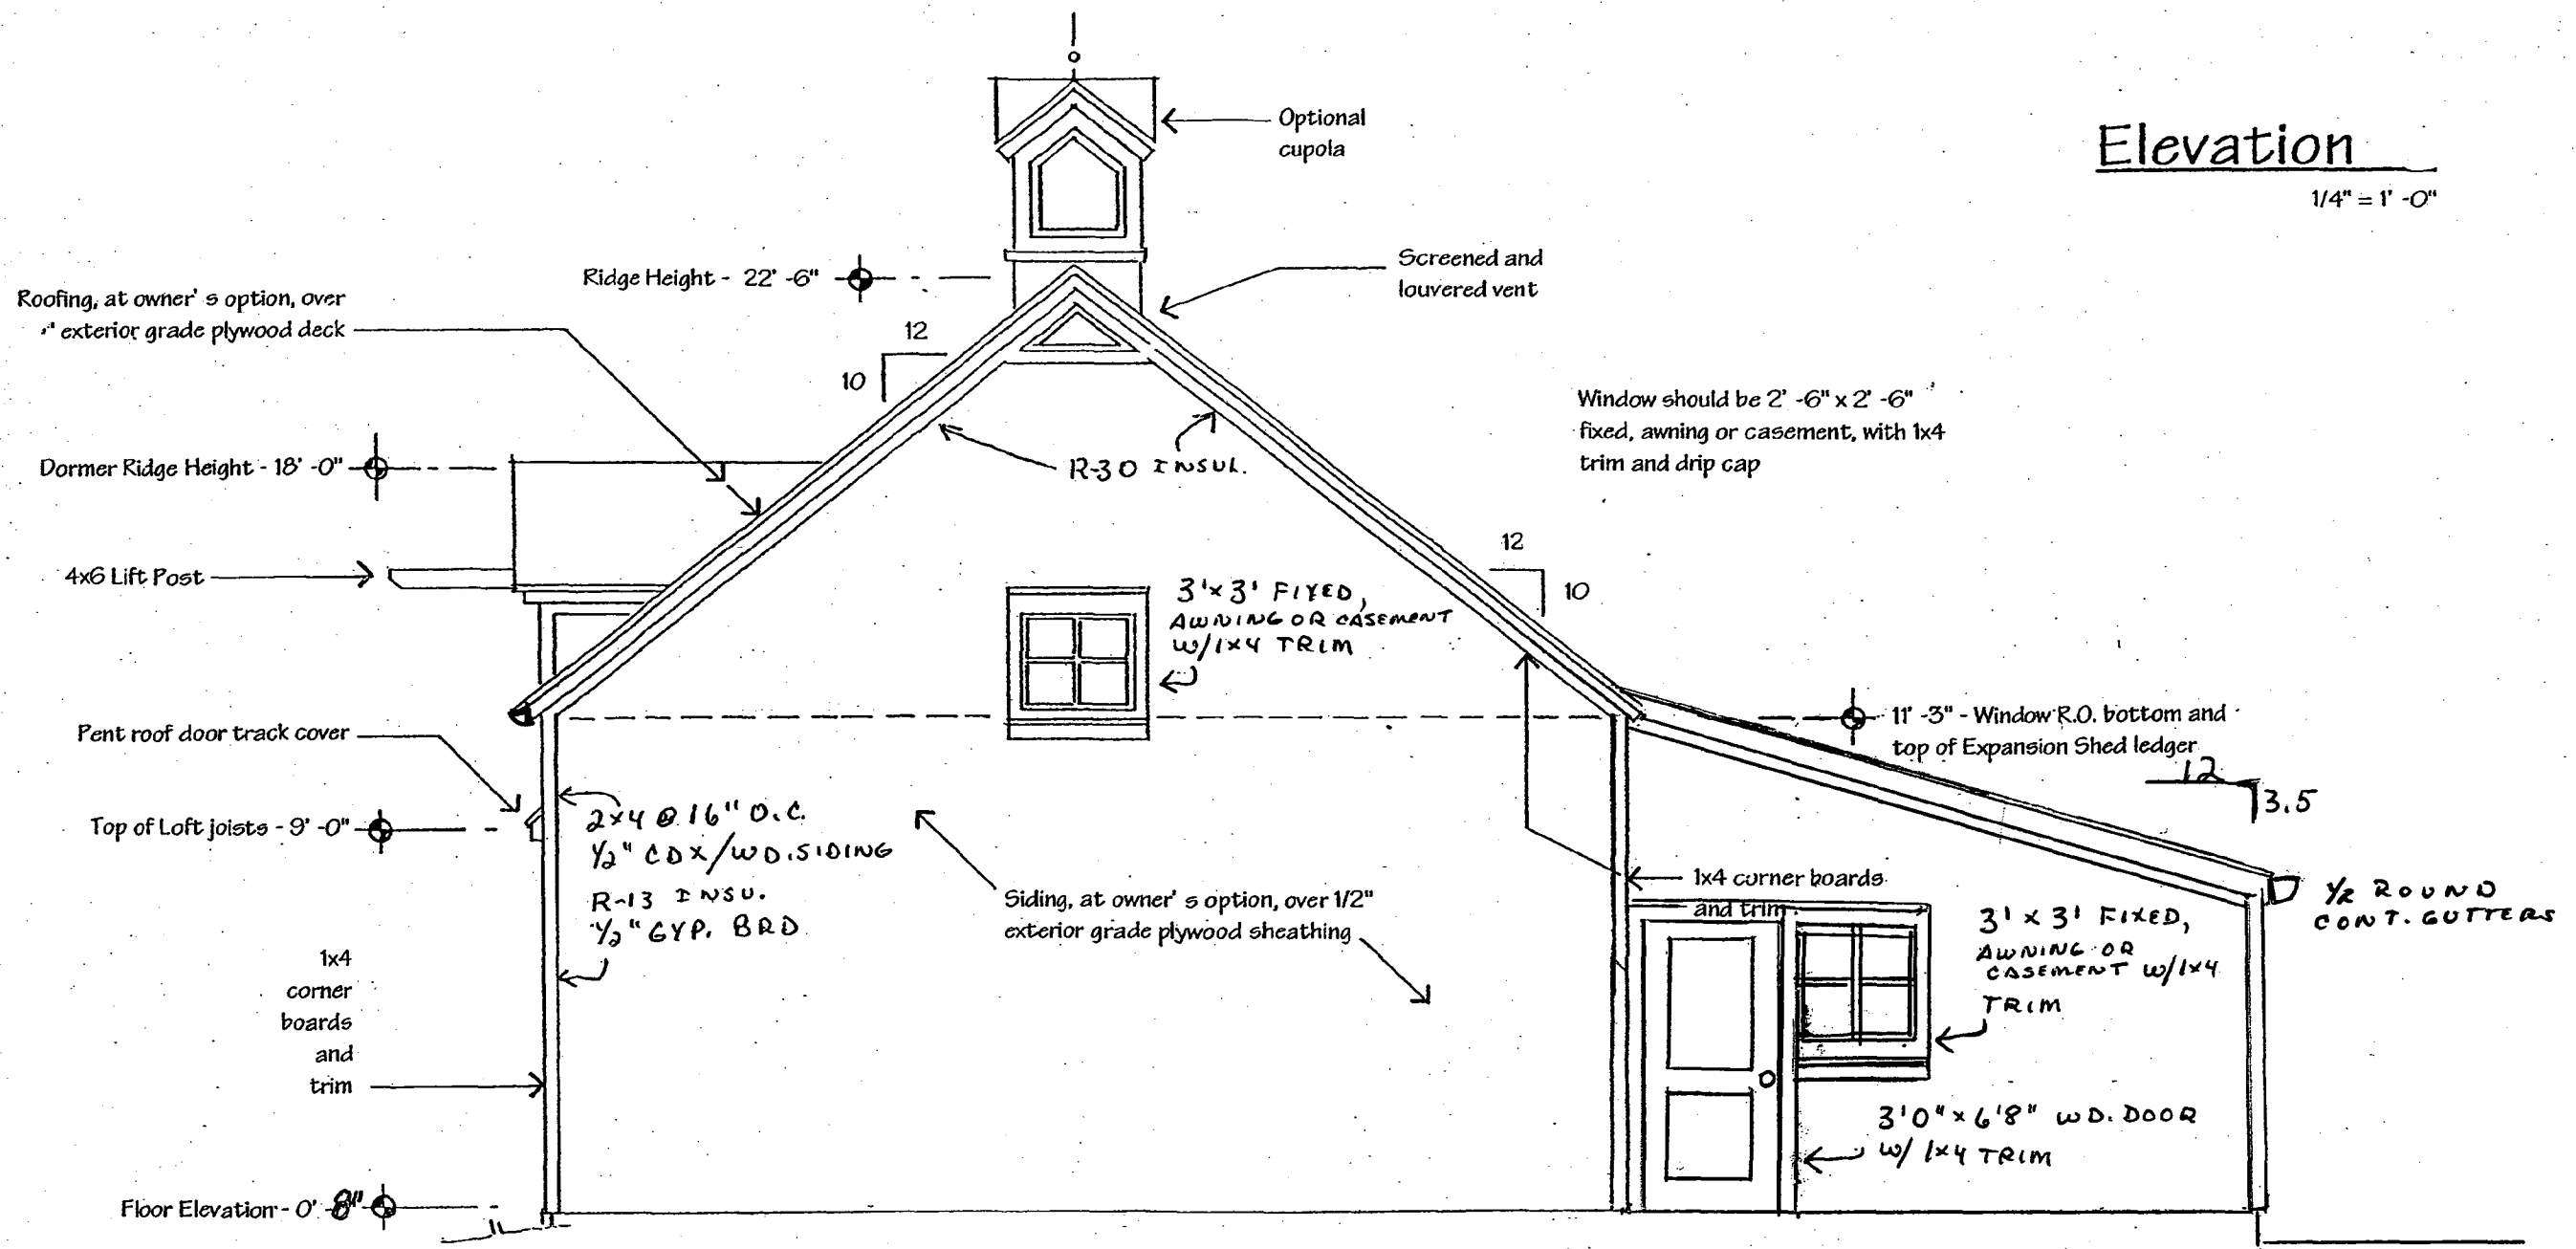 Elevation
1/4" = 1' -0"
Optional
cupola
Ridge Height - 22' -6"
Screened and
louvered vent
Roofing, at owner' s option, over
exterior grade plywood deck
12
10
Window should be 2' -6" x 2' -6"
fixed, awning or casement, with 1x4
trim and drip cap
Dormer Ridge Height - 18' -0"
R-30 INSUL.
4x6 Lift Post
12
10
3'x3' FIXED,
AWNING OR CASEMENT
W/1x4 TRIM
Pent roof door track cover
11' -3" - Window R.O. bottom and
top of Expansion Shed ledger
12
3.5
Top of Loft joists - 9' -0"
2x4 @ 16" O.C.
1/2" CDX/WD.SIDING
R-13 INSU.
1/2" GYP. BRD
Siding, at owner' s option, over 1/2"
exterior grade plywood sheathing
1x4 corner boards
and trim
1/2 ROUND
CONT. GUTTERS
3' x 3' FIXED,
AWNING OR
CASEMENT W/1x4
TRIM
1x4
corner
boards
and
trim
3'0" x 6'8" WD. DOOR
W/ 1x4 TRIM
Floor Elevation - 0' -8"